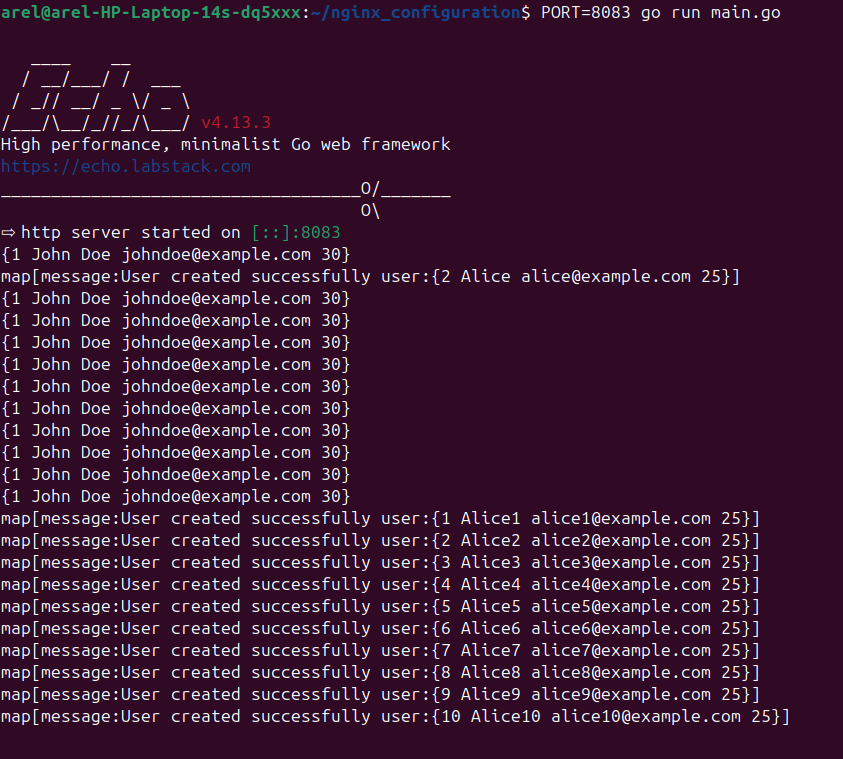 arel@arel-HP-Laptop-14s-dq5xxx:~/nginx_configuration$ PORT=8083 go run main.go
   ____    __
  / __/___/ /  ___
 / _// __/ _ \/ _ \
/___/\__/_//_/\___/ v4.13.3
High performance, minimalist Go web framework
https://echo.labstack.com
____________________________________O/_______
                                    O\
⇨ http server started on [::]:8083
{1 John Doe johndoe@example.com 30}
map[message:User created successfully user:{2 Alice alice@example.com 25}]
{1 John Doe johndoe@example.com 30}
{1 John Doe johndoe@example.com 30}
{1 John Doe johndoe@example.com 30}
{1 John Doe johndoe@example.com 30}
{1 John Doe johndoe@example.com 30}
{1 John Doe johndoe@example.com 30}
{1 John Doe johndoe@example.com 30}
{1 John Doe johndoe@example.com 30}
{1 John Doe johndoe@example.com 30}
{1 John Doe johndoe@example.com 30}
map[message:User created successfully user:{1 Alice1 alice1@example.com 25}]
map[message:User created successfully user:{2 Alice2 alice2@example.com 25}]
map[message:User created successfully user:{3 Alice3 alice3@example.com 25}]
map[message:User created successfully user:{4 Alice4 alice4@example.com 25}]
map[message:User created successfully user:{5 Alice5 alice5@example.com 25}]
map[message:User created successfully user:{6 Alice6 alice6@example.com 25}]
map[message:User created successfully user:{7 Alice7 alice7@example.com 25}]
map[message:User created successfully user:{8 Alice8 alice8@example.com 25}]
map[message:User created successfully user:{9 Alice9 alice9@example.com 25}]
map[message:User created successfully user:{10 Alice10 alice10@example.com 25}]